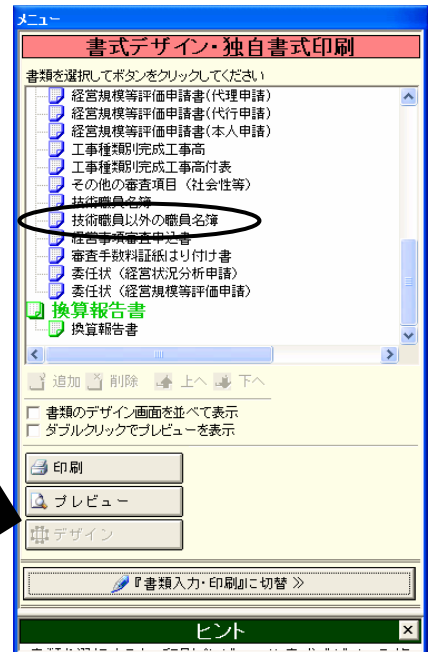 メニュー
書式デザイン・独自書式印刷
書類を選択してボタンをクリックしてください
経営規模等評価申請書(代理申請)
経営規模等評価申請書(代行申請)
経営規模等評価申請書(本人申請)
工事種類別完成工事高
工事種類別完成工事高付表
その他の審査項目（社会性等）
技術職員名簿
技術職員以外の職員名簿
経営事項審査申込書
審査手数料証紙はり付け書
委任状（経営状況分析申請）
委任状（経営規模等評価申請）
換算報告書
換算報告書
追加 削除 上へ 下へ
書類のデザイン画面を並べて表示
ダブルクリックでプレビューを表示
印刷
プレビュー
デザイン
『書類入力・印刷』に切替 ≫
ヒント